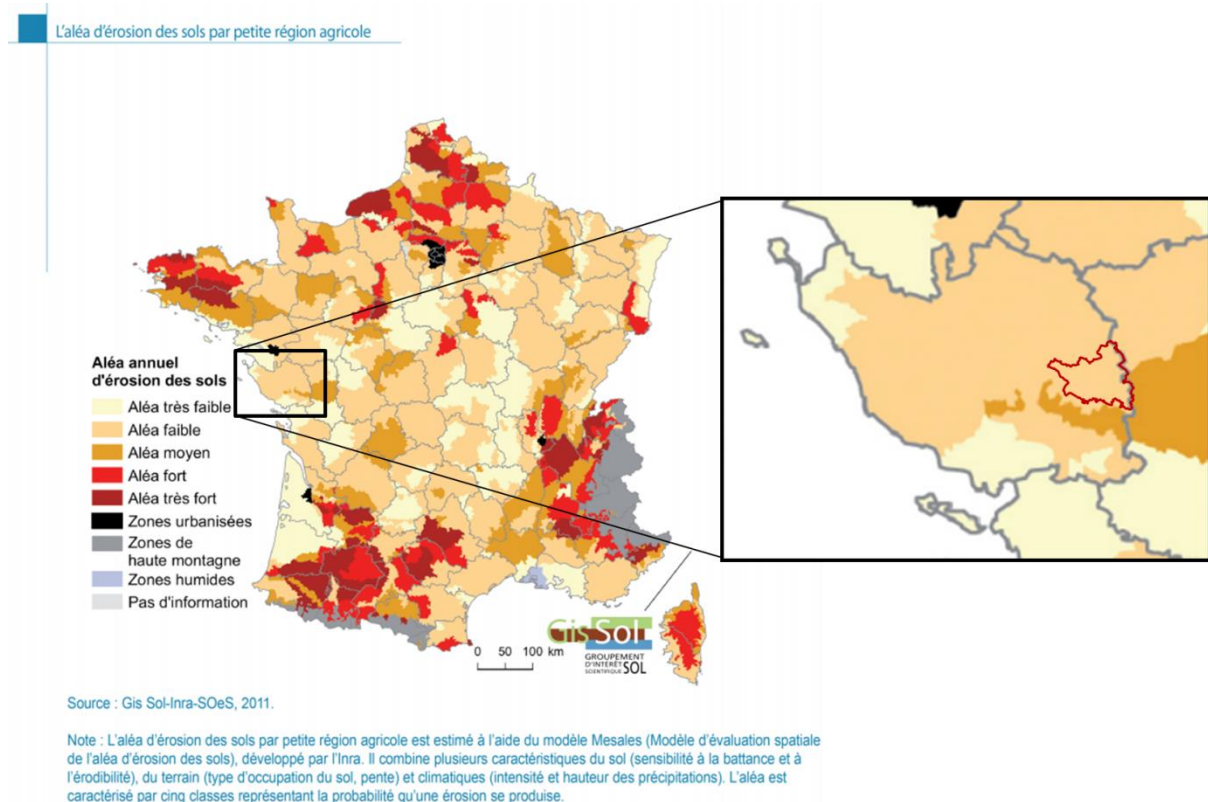 L'aléa d'érosion des sols par petite région agricole
Aléa annuel
d'érosion des sols
Aléa très faible
Aléa faible
Aléa moyen
Aléa fort
Aléa très fort
Zones urbanisées
Zones de
haute montagne
Zones humides
Pas d'information
0 50 100 km
Gis Sol
GROUPEMENT
D'INTÉRÊT
SCIENTIFIQUE SOL
Source : Gis Sol-Inra-SOeS, 2011.
Note : L'aléa d'érosion des sols par petite région agricole est estimé à l'aide du modèle Mesales (Modèle d'évaluation spatiale
de l'aléa d'érosion des sols), développé par l'Inra. Il combine plusieurs caractéristiques du sol (sensibilité à la battance et à
l'érodibilité), du terrain (type d'occupation du sol, pente) et climatiques (intensité et hauteur des précipitations). L'aléa est
caractérisé par cinq classes représentant la probabilité qu'une érosion se produise.